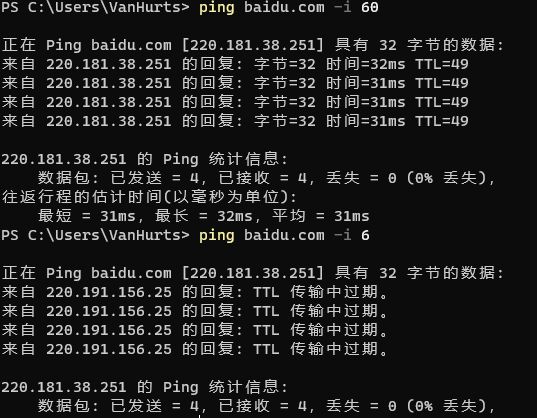 PS C:\Users\VanHurts> ping baidu.com -i 60
正在 Ping baidu.com [220.181.38.251] 具有 32 字节的数据:
来自 220.181.38.251 的回复: 字节=32 时间=32ms TTL=49
来自 220.181.38.251 的回复: 字节=32 时间=31ms TTL=49
来自 220.181.38.251 的回复: 字节=32 时间=31ms TTL=49
来自 220.181.38.251 的回复: 字节=32 时间=31ms TTL=49
220.181.38.251 的 Ping 统计信息:
数据包: 已发送 = 4, 已接收 = 4, 丢失 = 0 (0% 丢失),
往返行程的估计时间(以毫秒为单位):
最短 = 31ms, 最长 = 32ms, 平均 = 31ms
PS C:\Users\VanHurts> ping baidu.com -i 6
正在 Ping baidu.com [220.181.38.251] 具有 32 字节的数据:
来自 220.191.156.25 的回复: TTL 传输中过期。
来自 220.191.156.25 的回复: TTL 传输中过期。
来自 220.191.156.25 的回复: TTL 传输中过期。
来自 220.191.156.25 的回复: TTL 传输中过期。
220.181.38.251 的 Ping 统计信息:
数据包: 已发送 = 4, 已接收 = 4, 丢失 = 0 (0% 丢失),